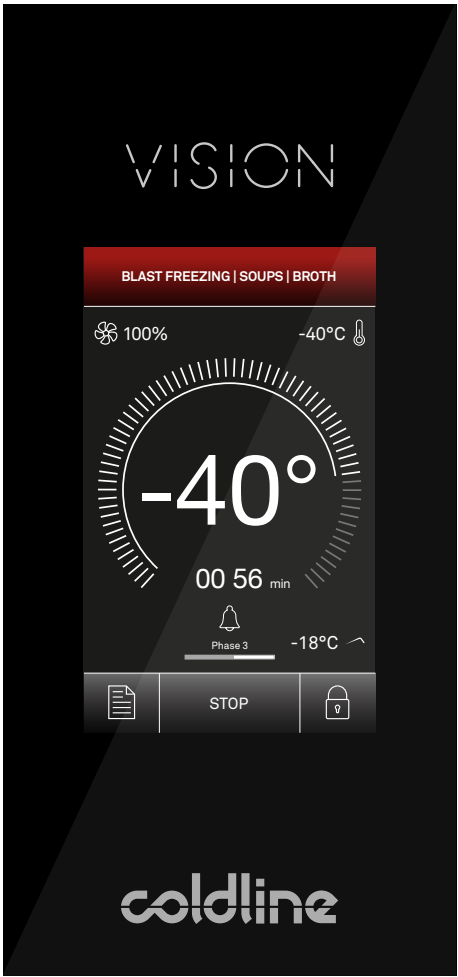 VISION
BLAST FREEZING | SOUPS | BROTH
100%
-40°C
-40°
00 56 min
Phase 3
-18°C
STOP
coldline